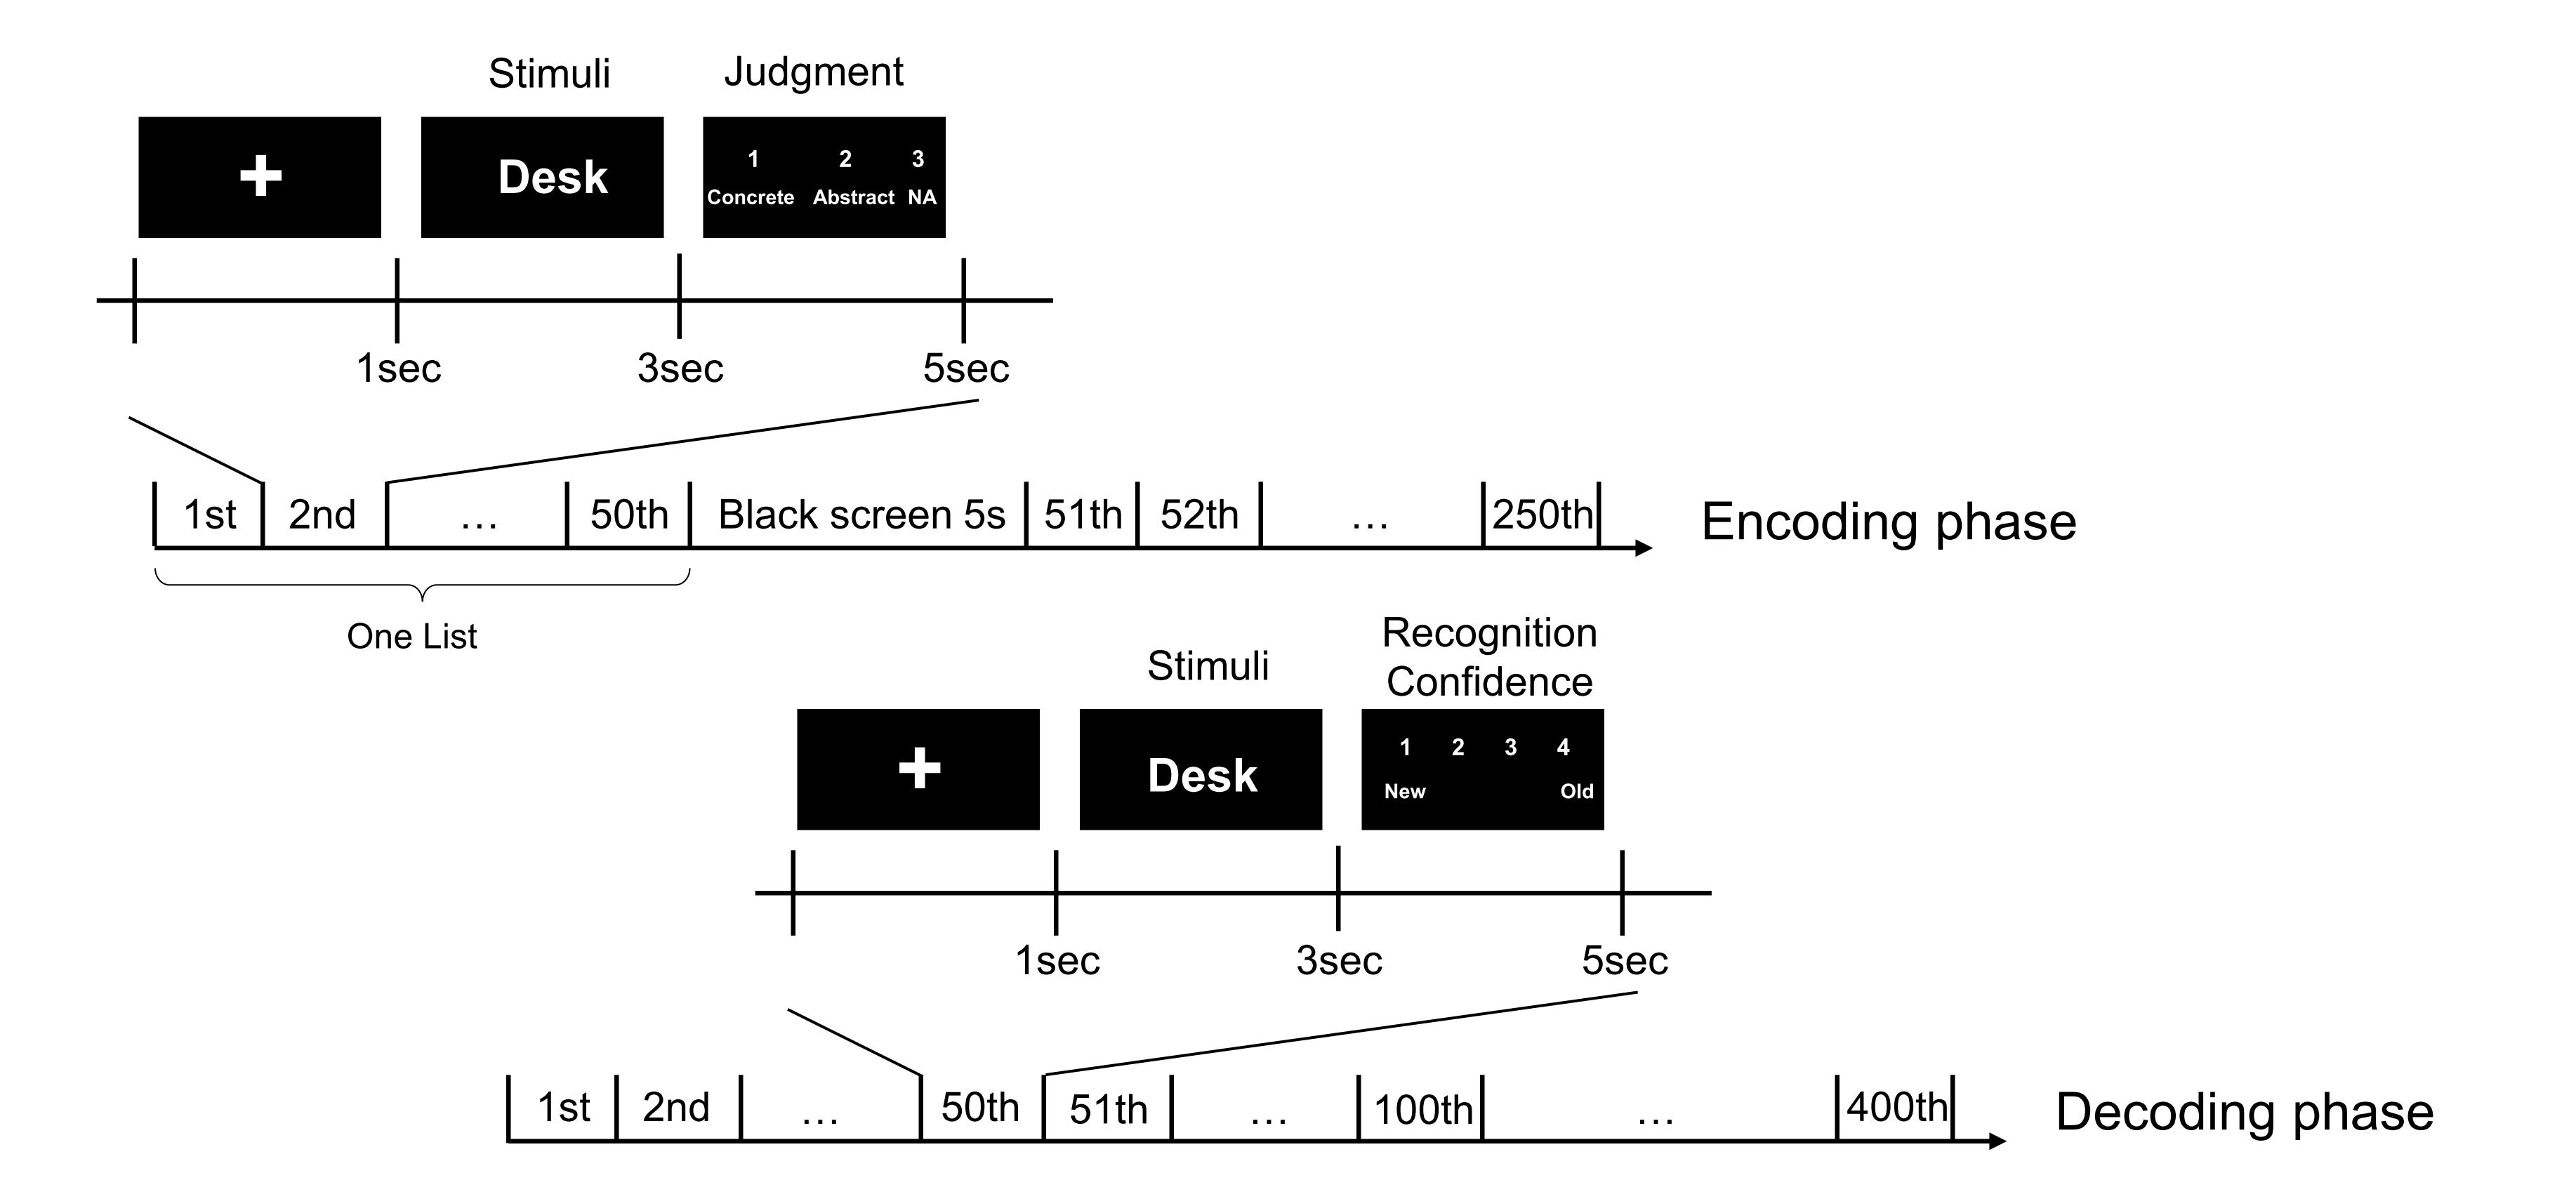 Stimuli
Judgment
+
Desk
1 2 3
Concrete Abstract NA
1sec 3sec 5sec
1st 2nd ... 50th Black screen 5s 51th 52th ... 250th
Encoding phase
One List
Stimuli
Recognition
Confidence
+
Desk
1 2 3 4
New Old
1sec 3sec 5sec
1st 2nd ... 50th 51th ... 100th ... 400th
Decoding phase